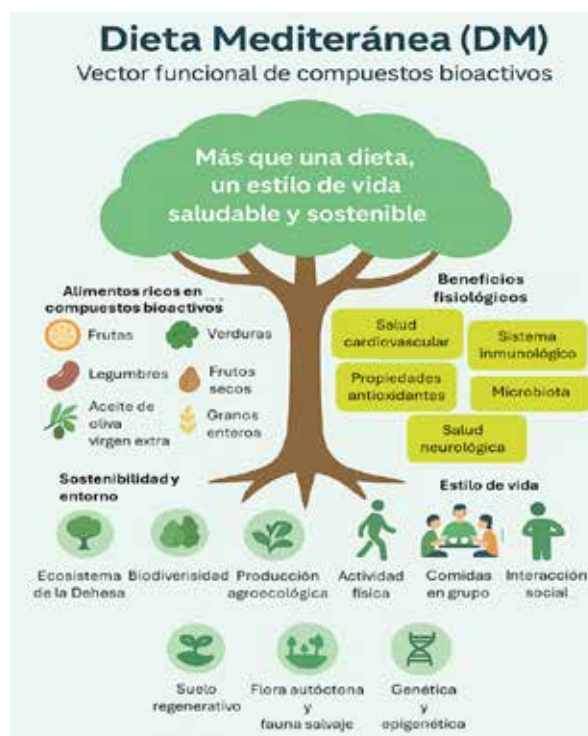 Dieta Mediteránea (DM)
Vector funcional de compuestos bioactivos
Más que una dieta,
un estilo de vida
saludable y sostenible
Alimentos ricos en
compuestos bioactivos
Frutas
Verduras
Legumbres
Frutos
secos
Aceite de
oliva
virgen extra
Granos
enteros
Beneficios
fisiológicos
Salud
cardiovascular
Sistema
inmunológico
Propiedades
antioxidantes
Microbiota
Salud
neurológica
Sostenibilidad y
entorno
Ecosistema
de la Dehesa
Biodiverisidad
Producción
agroecológica
Estilo de vida
Actividad
física
Comidas
en grupo
Interacción
social
Suelo
regenerativo
Flora autóctona
y
fauna salvaje
Genética
y
epigenética